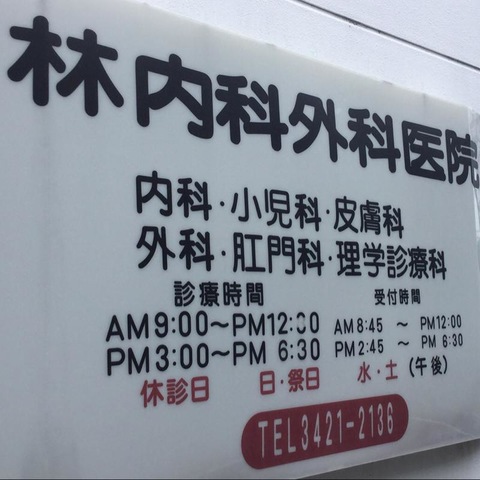 林内科外科医院
内科・小児科・皮膚科
外科・肛門科・理学診療科
診療時間 受付時間
AM9:00〜PM12:00 AM8:45 〜 PM12:00
PM3:00〜PM 6:30 PM2:45 〜 PM 6:30
休診日 日・祭日 水・土(午後)
TEL3421-2136